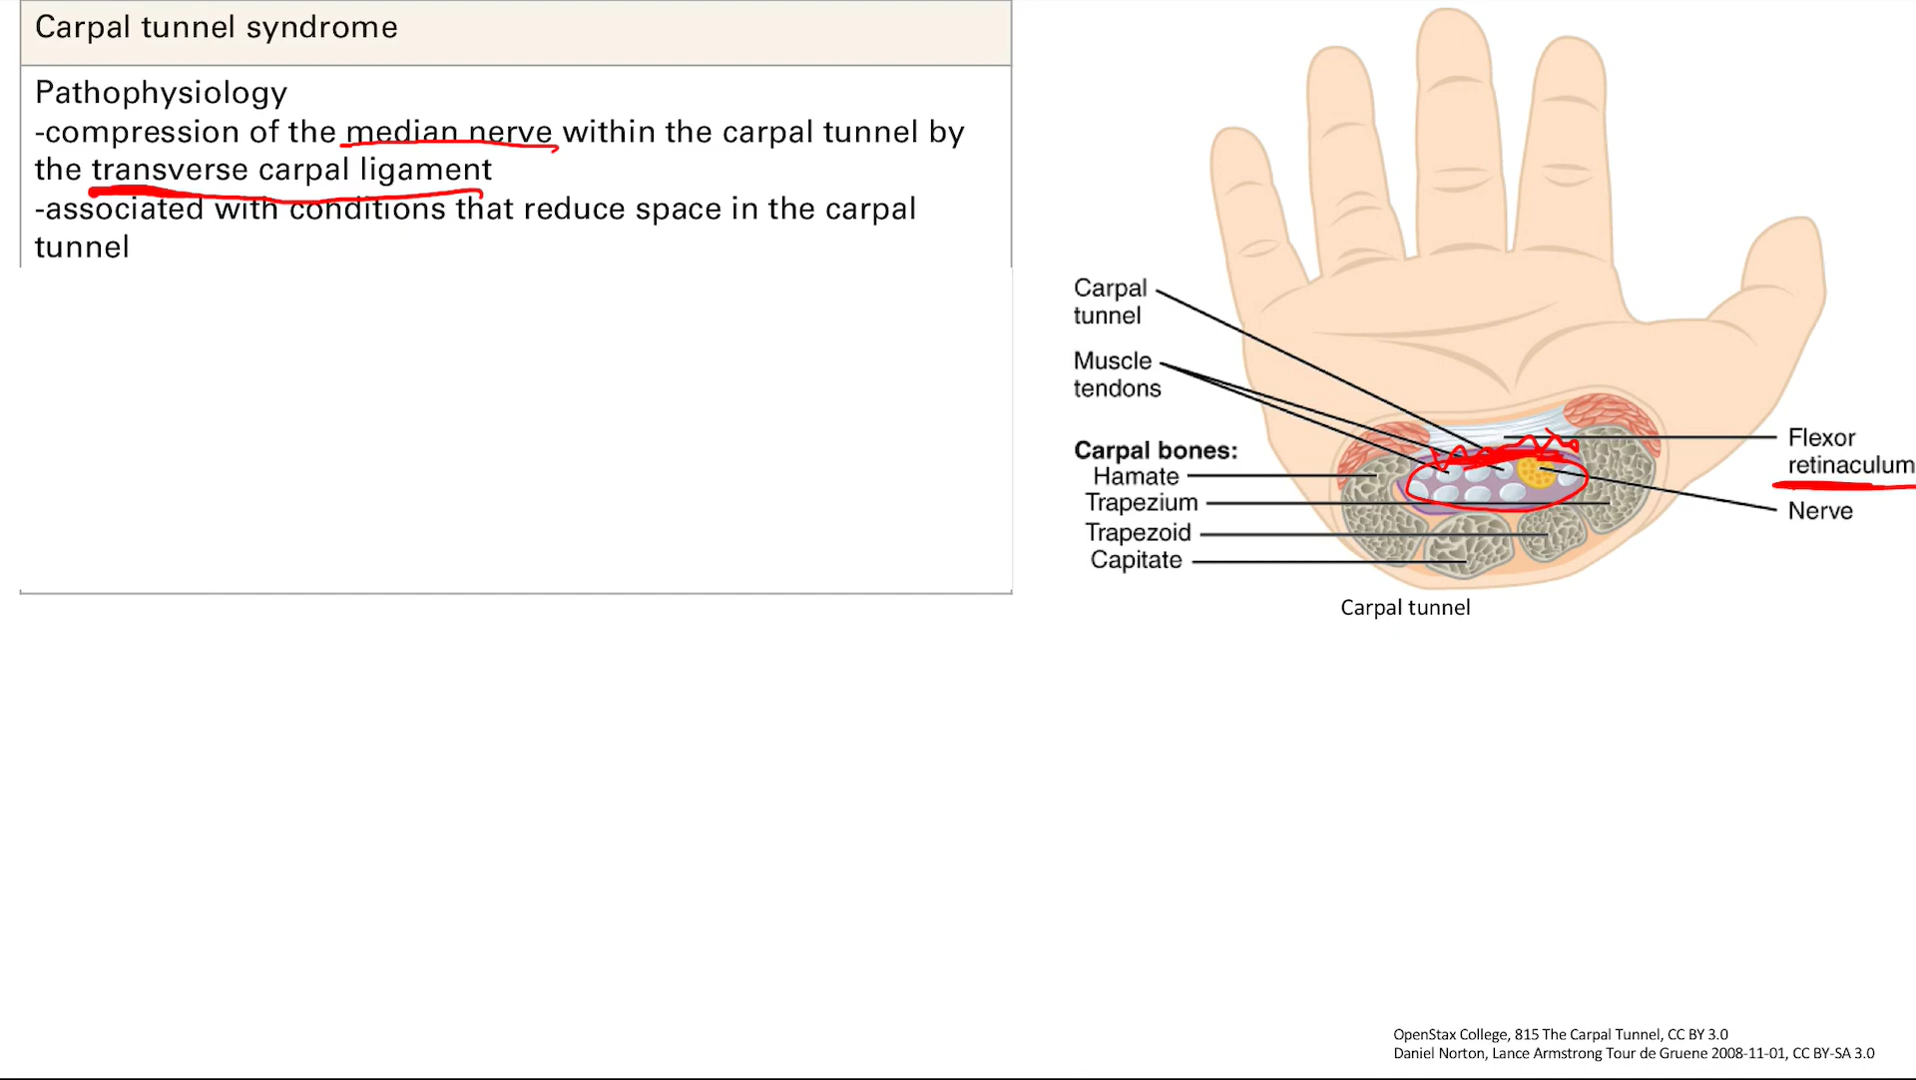 Carpal tunnel syndrome
Pathophysiology
-compression of the median nerve within the carpal tunnel by
the transverse carpal ligament
-associated with conditions that reduce space in the carpal
tunnel
Carpal
tunnel
Muscle
tendons
Carpal bones:
Hamate
Trapezium
Trapezoid
Capitate
Flexor
retinaculum
Nerve
Carpal tunnel
OpenStax College, 815 The Carpal Tunnel, CC BY 3.0
Daniel Norton, Lance Armstrong Tour de Gruene 2008-11-01, CC BY-SA 3.0